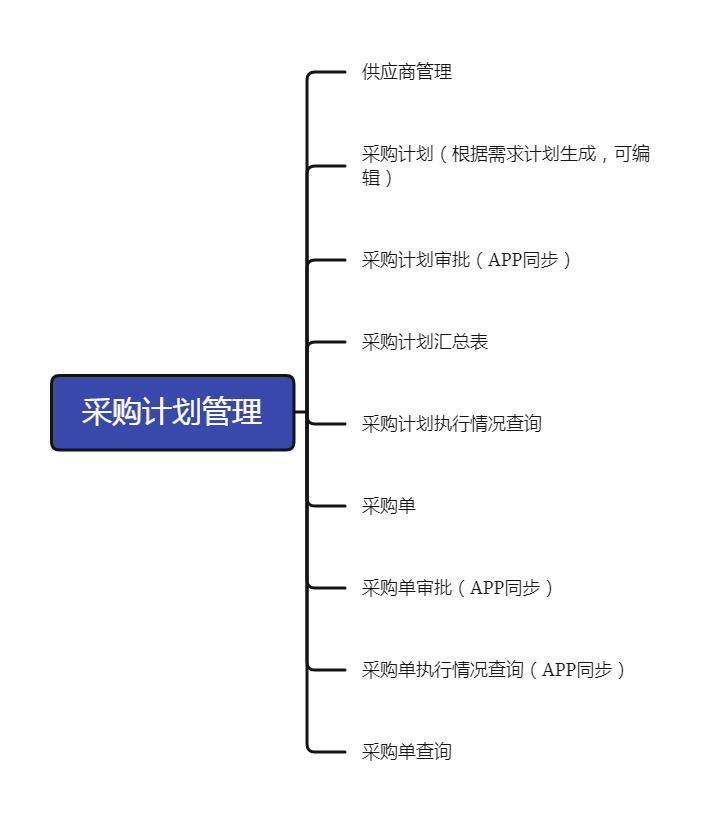 供应商管理
采购计划（根据需求计划生成，可编
辑）
采购计划审批（APP同步）
采购计划汇总表
采购计划管理
采购计划执行情况查询
采购单
采购单审批（APP同步）
采购单执行情况查询（APP同步）
采购单查询